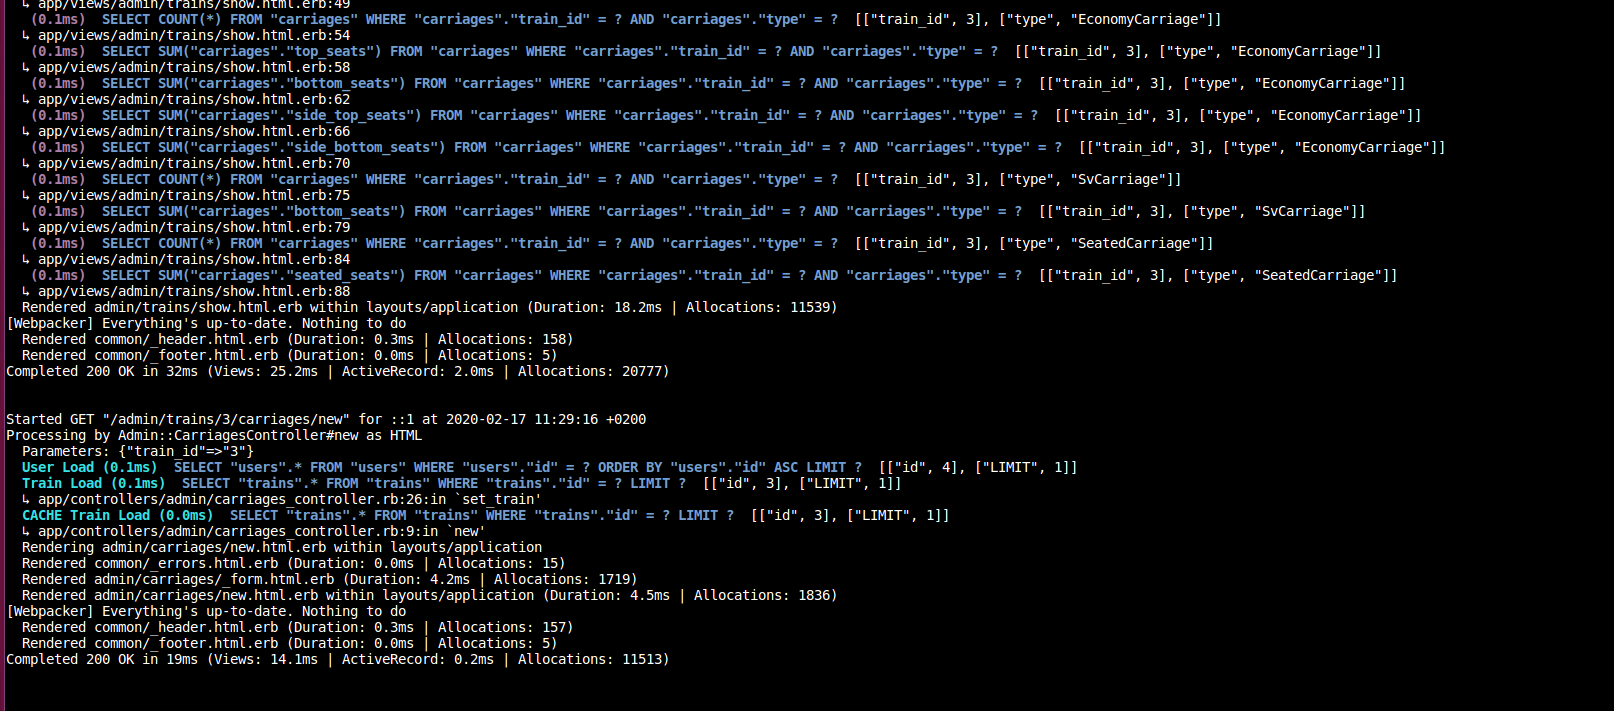 ↳ app/views/admin/trains/show.html.erb:49
(0.1ms) SELECT COUNT(*) FROM "carriages" WHERE "carriages"."train_id" = ? AND "carriages"."type" = ? [["train_id", 3], ["type", "EconomyCarriage"]]
↳ app/views/admin/trains/show.html.erb:54
(0.1ms) SELECT SUM("carriages"."top_seats") FROM "carriages" WHERE "carriages"."train_id" = ? AND "carriages"."type" = ? [["train_id", 3], ["type", "EconomyCarriage"]]
↳ app/views/admin/trains/show.html.erb:58
(0.1ms) SELECT SUM("carriages"."bottom_seats") FROM "carriages" WHERE "carriages"."train_id" = ? AND "carriages"."type" = ? [["train_id", 3], ["type", "EconomyCarriage"]]
↳ app/views/admin/trains/show.html.erb:62
(0.1ms) SELECT SUM("carriages"."side_top_seats") FROM "carriages" WHERE "carriages"."train_id" = ? AND "carriages"."type" = ? [["train_id", 3], ["type", "EconomyCarriage"]]
↳ app/views/admin/trains/show.html.erb:66
(0.1ms) SELECT SUM("carriages"."side_bottom_seats") FROM "carriages" WHERE "carriages"."train_id" = ? AND "carriages"."type" = ? [["train_id", 3], ["type", "EconomyCarriage"]]
↳ app/views/admin/trains/show.html.erb:70
(0.1ms) SELECT COUNT(*) FROM "carriages" WHERE "carriages"."train_id" = ? AND "carriages"."type" = ? [["train_id", 3], ["type", "SvCarriage"]]
↳ app/views/admin/trains/show.html.erb:75
(0.1ms) SELECT SUM("carriages"."bottom_seats") FROM "carriages" WHERE "carriages"."train_id" = ? AND "carriages"."type" = ? [["train_id", 3], ["type", "SvCarriage"]]
↳ app/views/admin/trains/show.html.erb:79
(0.1ms) SELECT COUNT(*) FROM "carriages" WHERE "carriages"."train_id" = ? AND "carriages"."type" = ? [["train_id", 3], ["type", "SeatedCarriage"]]
↳ app/views/admin/trains/show.html.erb:84
(0.1ms) SELECT SUM("carriages"."seated_seats") FROM "carriages" WHERE "carriages"."train_id" = ? AND "carriages"."type" = ? [["train_id", 3], ["type", "SeatedCarriage"]]
↳ app/views/admin/trains/show.html.erb:88
Rendered admin/trains/show.html.erb within layouts/application (Duration: 18.2ms | Allocations: 11539)
[Webpacker] Everything's up-to-date. Nothing to do
Rendered common/_header.html.erb (Duration: 0.3ms | Allocations: 158)
Rendered common/_footer.html.erb (Duration: 0.0ms | Allocations: 5)
Completed 200 OK in 32ms (Views: 25.2ms | ActiveRecord: 2.0ms | Allocations: 20777)
Started GET "/admin/trains/3/carriages/new" for ::1 at 2020-02-17 11:29:16 +0200
Processing by Admin::CarriagesController#new as HTML
Parameters: {"train_id"=>"3"}
User Load (0.1ms) SELECT "users".* FROM "users" WHERE "users"."id" = ? ORDER BY "users"."id" ASC LIMIT ? [["id", 4], ["LIMIT", 1]]
Train Load (0.1ms) SELECT "trains".* FROM "trains" WHERE "trains"."id" = ? LIMIT ? [["id", 3], ["LIMIT", 1]]
↳ app/controllers/admin/carriages_controller.rb:26:in `set_train'
CACHE Train Load (0.0ms) SELECT "trains".* FROM "trains" WHERE "trains"."id" = ? LIMIT ? [["id", 3], ["LIMIT", 1]]
↳ app/controllers/admin/carriages_controller.rb:9:in `new'
Rendering admin/carriages/new.html.erb within layouts/application
Rendered common/_errors.html.erb (Duration: 0.0ms | Allocations: 15)
Rendered admin/carriages/_form.html.erb (Duration: 4.2ms | Allocations: 1719)
Rendered admin/carriages/new.html.erb within layouts/application (Duration: 4.5ms | Allocations: 1836)
[Webpacker] Everything's up-to-date. Nothing to do
Rendered common/_header.html.erb (Duration: 0.3ms | Allocations: 157)
Rendered common/_footer.html.erb (Duration: 0.0ms | Allocations: 5)
Completed 200 OK in 19ms (Views: 14.1ms | ActiveRecord: 0.2ms | Allocations: 11513)